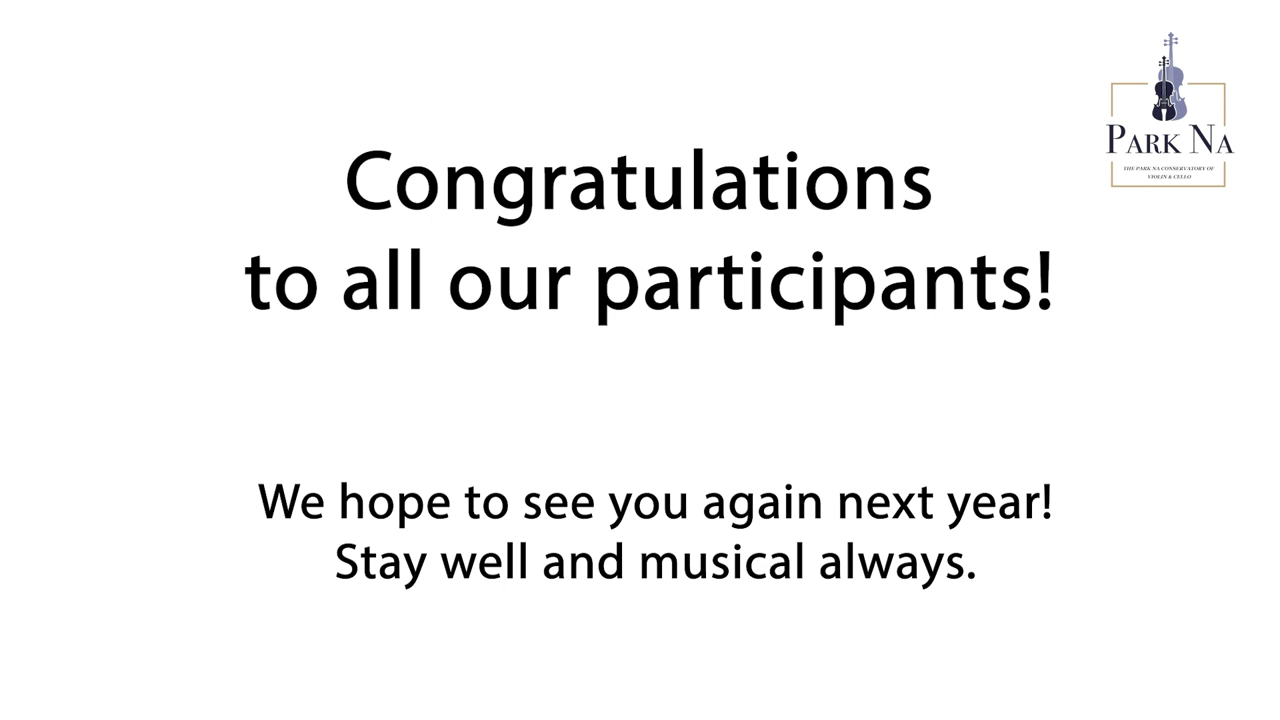 PARK NA
THE PARK NA CONSERVATORY OF
VIOLIN & CELLO
Congratulations
to all our participants!
We hope to see you again next year!
Stay well and musical always.